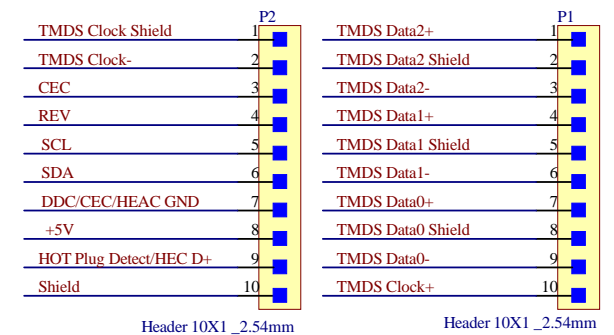 P2
TMDS Clock Shield 1
TMDS Clock- 2
CEC 3
REV 4
SCL 5
SDA 6
DDC/CEC/HEAC GND 7
+5V 8
HOT Plug Detect/HEC D+ 9
Shield 10
Header 10X1 _2.54mm
P1
TMDS Data2+ 1
TMDS Data2 Shield 2
TMDS Data2- 3
TMDS Data1+ 4
TMDS Data1 Shield 5
TMDS Data1- 6
TMDS Data0+ 7
TMDS Data0 Shield 8
TMDS Data0- 9
TMDS Clock+ 10
Header 10X1 _2.54mm